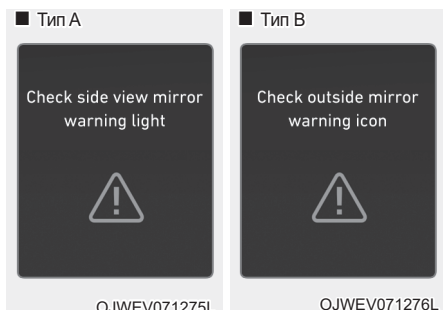 ■ Тип A
Check side view mirror
warning light
OJWEV071275L
■ Тип B
Check outside mirror
warning icon
OJWEV071276L